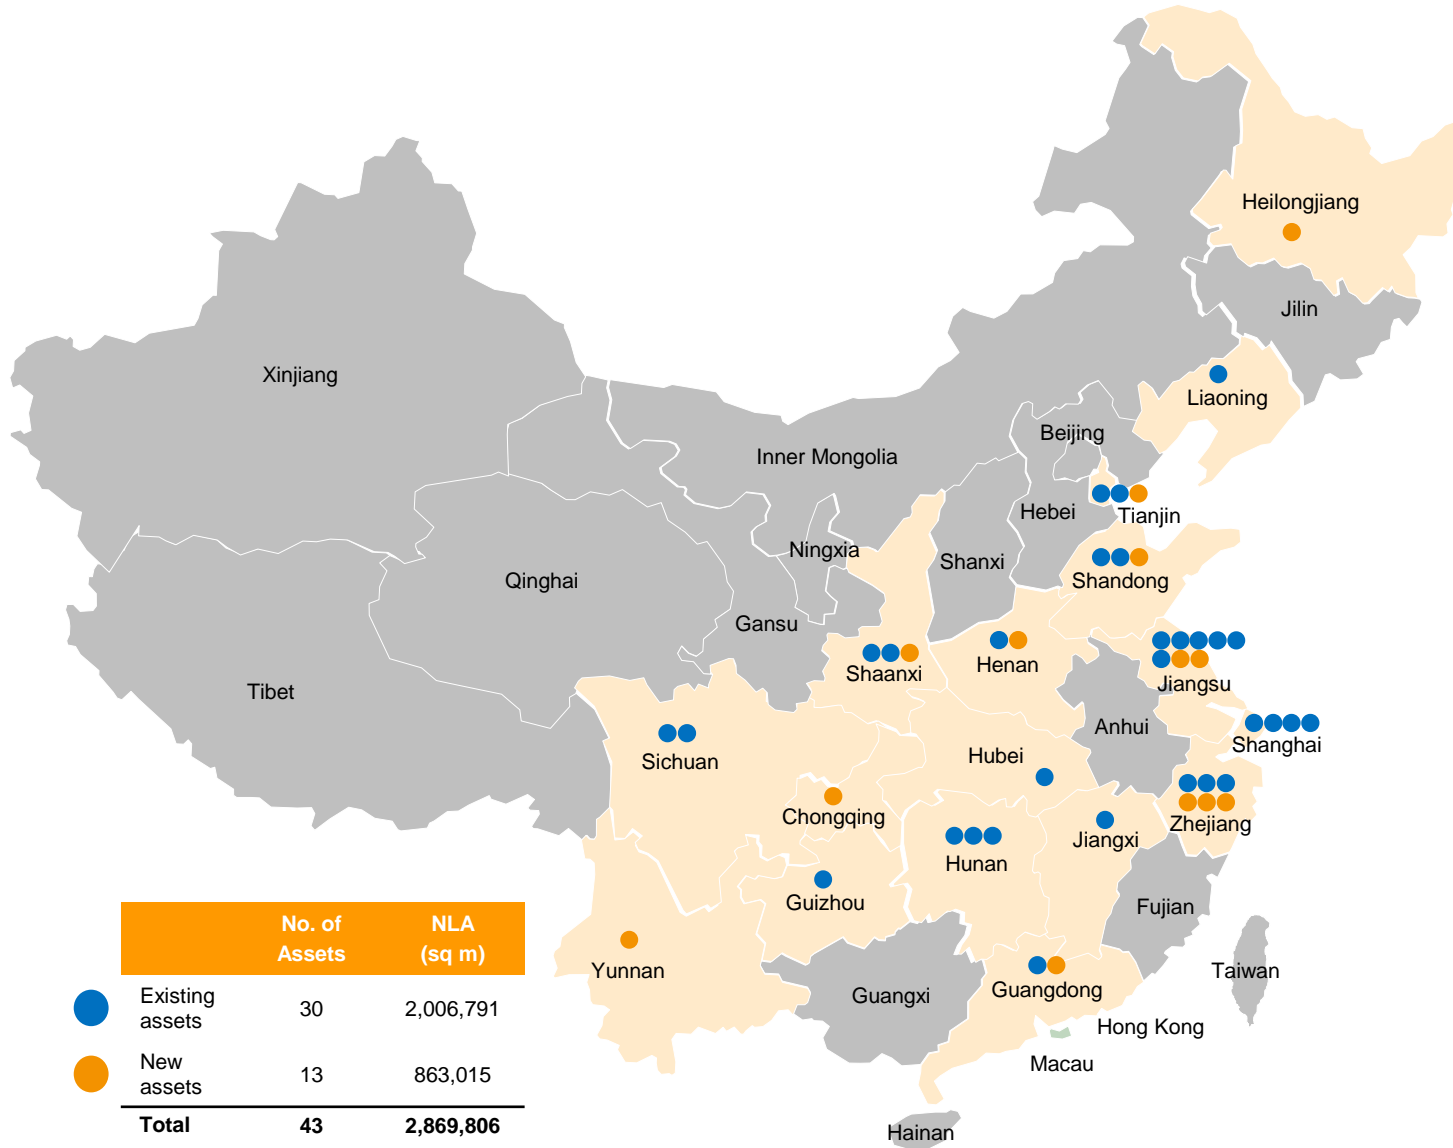 Heilongjiang
Jilin
Xinjiang
Liaoning
Beijing
Inner Mongolia
Hebei
Tianjin
Ningxia
Shanxi
Qinghai
Shandong
Gansu
Shaanxi
Henan
Jiangsu
Tibet
Anhui
Shanghai
Sichuan
Hubei
Chongqing
Zhejiang
Jiangxi
Hunan
Guizhou
Fujian
Yunnan
Guangxi
Guangdong
Taiwan
Hong Kong
Macau
Hainan
No. of NLA
Assets (sq m)
Existing
assets 30 2,006,791
New
assets 13 863,015
Total 43 2,869,806